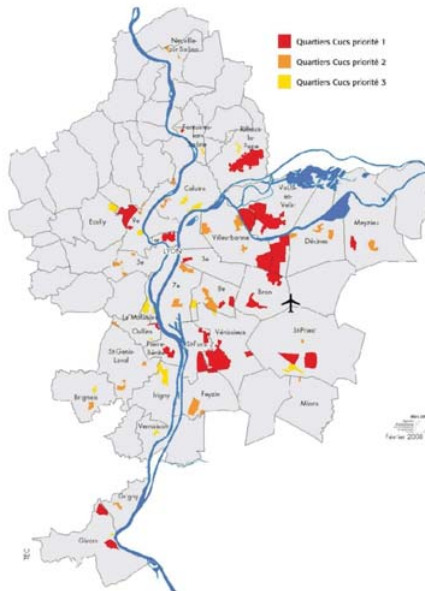 Quartiers Cucs priorité 1
Quartiers Cucs priorité 2
Quartiers Cucs priorité 3
Neuville
sur Saône
Fontaines
sur
Saône
Rillieux
la
Pape
Caluire
Vaulx
en
Velin
Meyzieu
Ecully
9e
Villeurbanne
Décines
LYON
5e
3e
7e
8e
Bron
La Mulatière
Oullins
Vénissieux
St Fons
St Priest
Pierre
Bénite
St Genis
Laval
Brignais
Irigny
Feyzin
Mions
Vernaison
Grigny
Givors
Février 2008